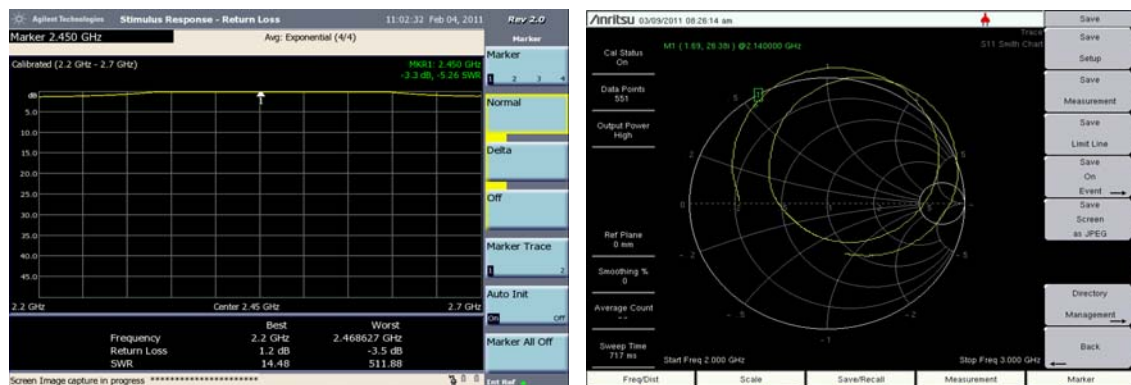 Agilent Technologies Stimulus Response - Return Loss 11:02:32 Feb 04, 2011 Rev 2.0
Marker 2.450 GHz Avg: Exponential (4/4)
Marker
Calibrated (2.2 GHz - 2.7 GHz) MKR1: 2.450 GHz
-3.3 dB, -5.26 SWR
Marker
1 2 3 4
dB
5.0
10.0
15.0
20.0
25.0
30.0
35.0
40.0
45.0
1
2.2 GHz Center 2.45 GHz 2.7 GHz
Normal
Delta
Off
Marker Trace
1 2
Auto Init
On Off
Marker All Off
Best Worst
Frequency 2.2 GHz 2.468627 GHz
Return Loss 1.2 dB -3.5 dB
SWR 14.48 511.88
Screen Image capture in progress ************************
Int Ref
Anritsu 03/09/2011 08:26:14 am
Trace
S11 Smith Chart
M1 ( 1.69, 26.38i ) @2.140000 GHz
Cal Status
On
Data Points
551
Output Power
High
Ref Plane
0 mm
Smoothing %
0
Average Count
--
Sweep Time
717 ms
Start Freq 2.000 GHz Stop Freq 3.000 GHz
Save
Save
Setup
Save
Measurement
Save
Limit Line
Save
On
Event
Save
Screen
as JPEG
Directory
Management
Back
Freq/Dist Scale Save/Recall Measurement Marker